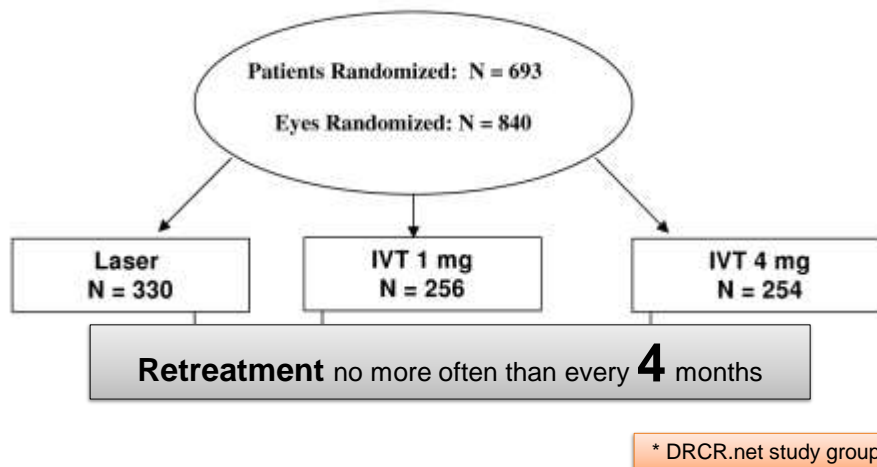 Patients Randomized: N = 693
Eyes Randomized: N = 840
Laser
N = 330
IVT 1 mg
N = 256
IVT 4 mg
N = 254
Retreatment no more often than every 4 months
* DRCR.net study group